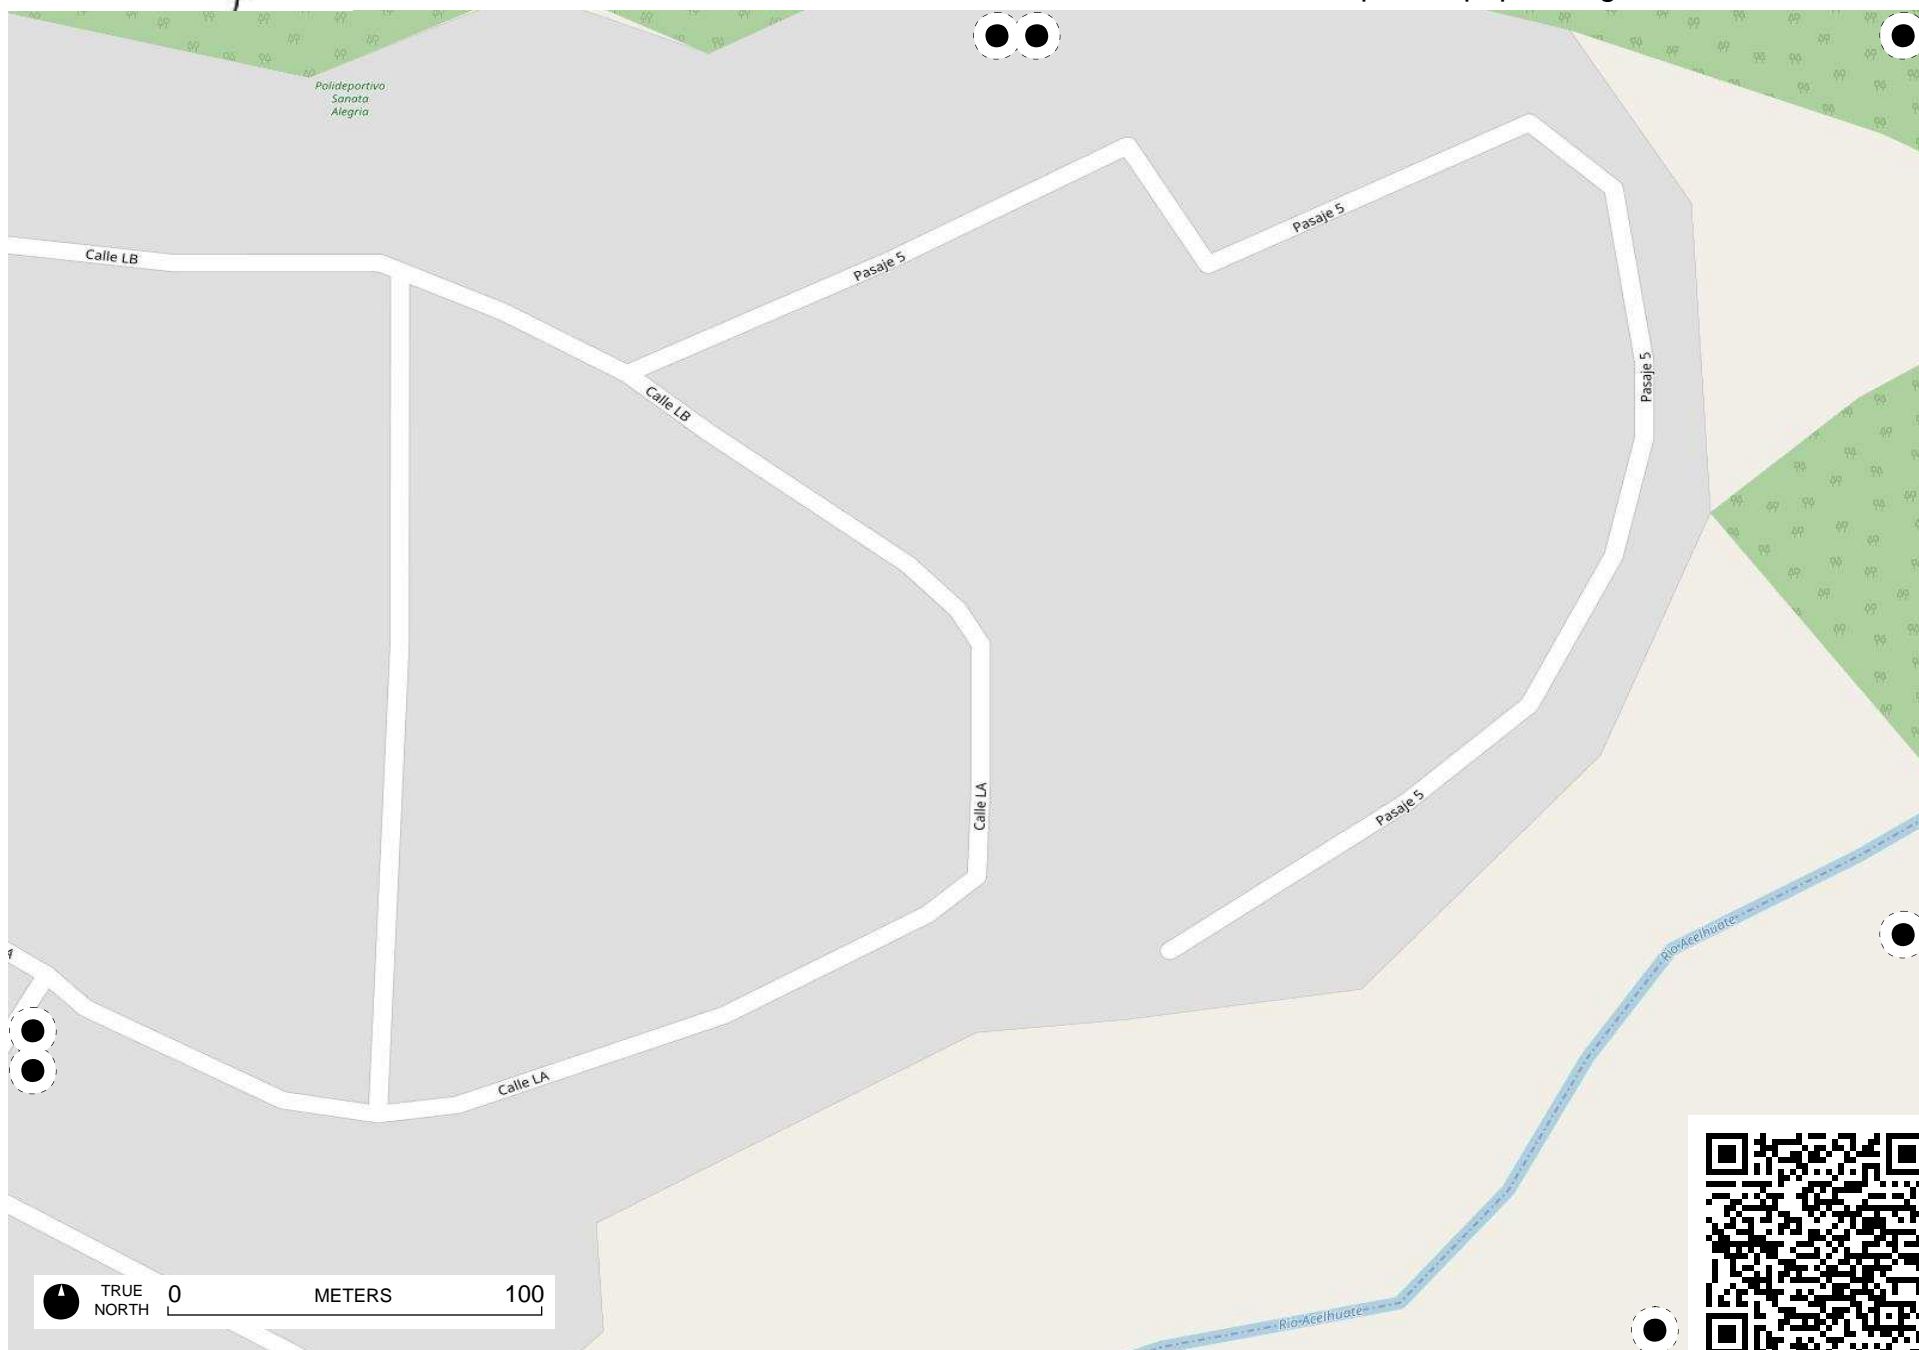 Polideportivo
Sanata
Alegria
Pasaje 5
Calle LB
Pasaje 5
Pasaje 5
Calle LB
Calle LA
Pasaje 5
Rio Acelhuate
Calle LA
TRUE
NORTH
0 METERS 100
Rio Acelhuate